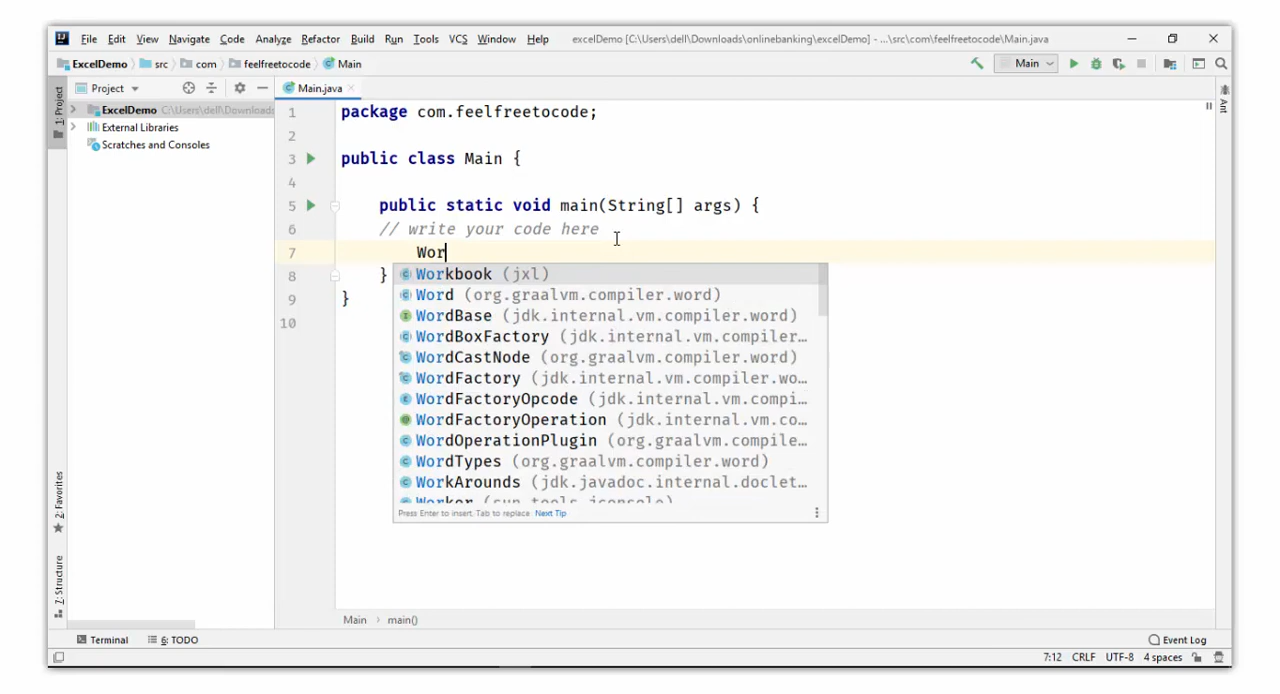 File Edit View Navigate Code Analyze Refactor Build Run Tools VCS Window Help excelDemo [C:\Users\dell\Downloads\onlinebanking\excelDemo] - ...\src\com\feelfreetocode\Main.java
ExcelDemo src com feelfreetocode Main Main
1: Project Project Main.java Ant
ExcelDemo C:\Users\dell\Downloads
External Libraries
Scratches and Consoles
1 package com.feelfreetocode;
2
3 public class Main {
4
5 public static void main(String[] args) {
6 // write your code here
7 Wor
8 }
9 }
10
Workbook (jxl)
Word (org.graalvm.compiler.word)
WordBase (jdk.internal.vm.compiler.word)
WordBoxFactory (jdk.internal.vm.compiler…
WordCastNode (org.graalvm.compiler.word)
WordFactory (jdk.internal.vm.compiler.wo…
WordFactoryOpcode (jdk.internal.vm.compi…
WordFactoryOperation (jdk.internal.vm.co…
WordOperationPlugin (org.graalvm.compile…
WordTypes (org.graalvm.compiler.word)
WorkArounds (jdk.javadoc.internal.doclet…
Worker (sun.tools.jconsole)
Press Enter to insert, Tab to replace Next Tip
2: Favorites
7: Structure
Main main()
Terminal 6: TODO Event Log
7:12 CRLF UTF-8 4 spaces